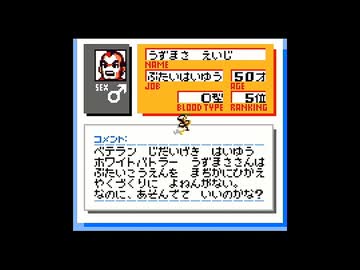 うずまさ えいじ
NAME
ぶたいはいゆう 50才
JOB AGE
SEX ♂
O型 5位
BLOOD TYPE RANKING
コメント:
ベテラン じだいげき はいゆう
ホワイトバトラー うずまささんは
ぶたいこうえんを まぢかにひかえ
やくづくりに よねんがない。
なのに、あそんでて いいのかな?